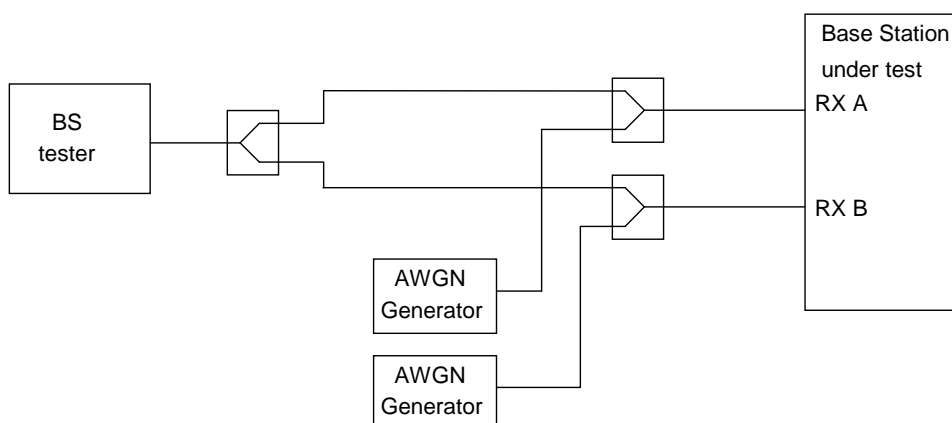 BS
tester
Base Station
under test
RX A
RX B
AWGN
Generator
AWGN
Generator